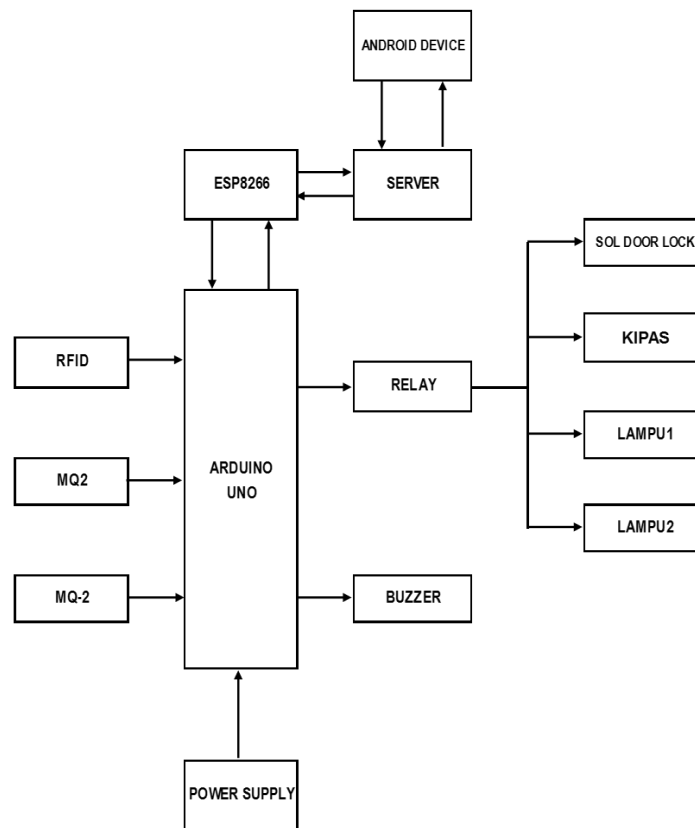 ANDROID DEVICE
ESP8266
SERVER
SOL DOOR LOCK
RFID
KIPAS
RELAY
MQ2
ARDUINO
UNO
LAMPU1
LAMPU2
MQ-2
BUZZER
POWER SUPPLY